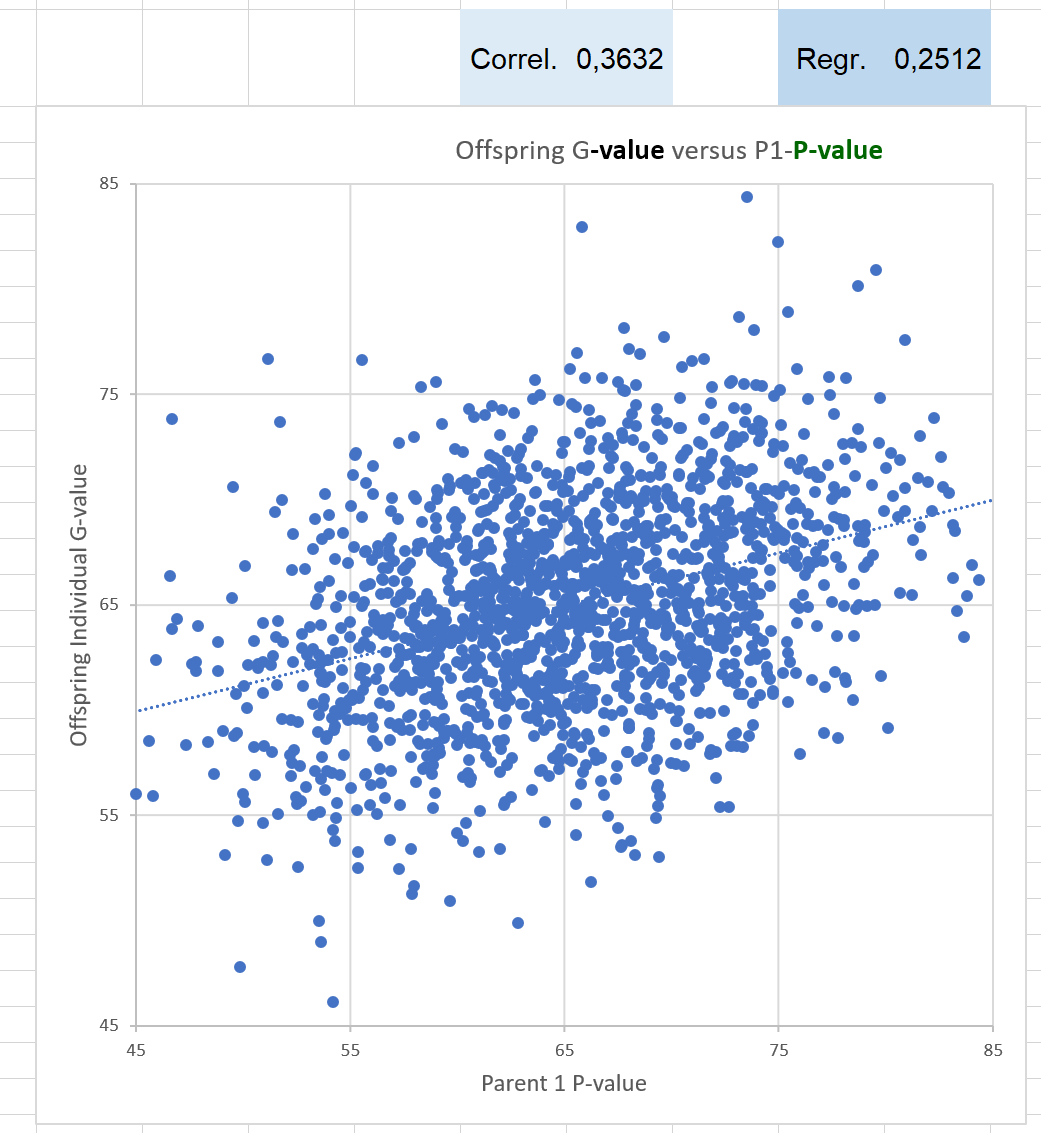 Correl. 0,3632 Regr. 0,2512
Offspring G-value versus P1-P-value
85
75
65
55
45
Offspring Individual G-value
45 55 65 75 85
Parent 1 P-value